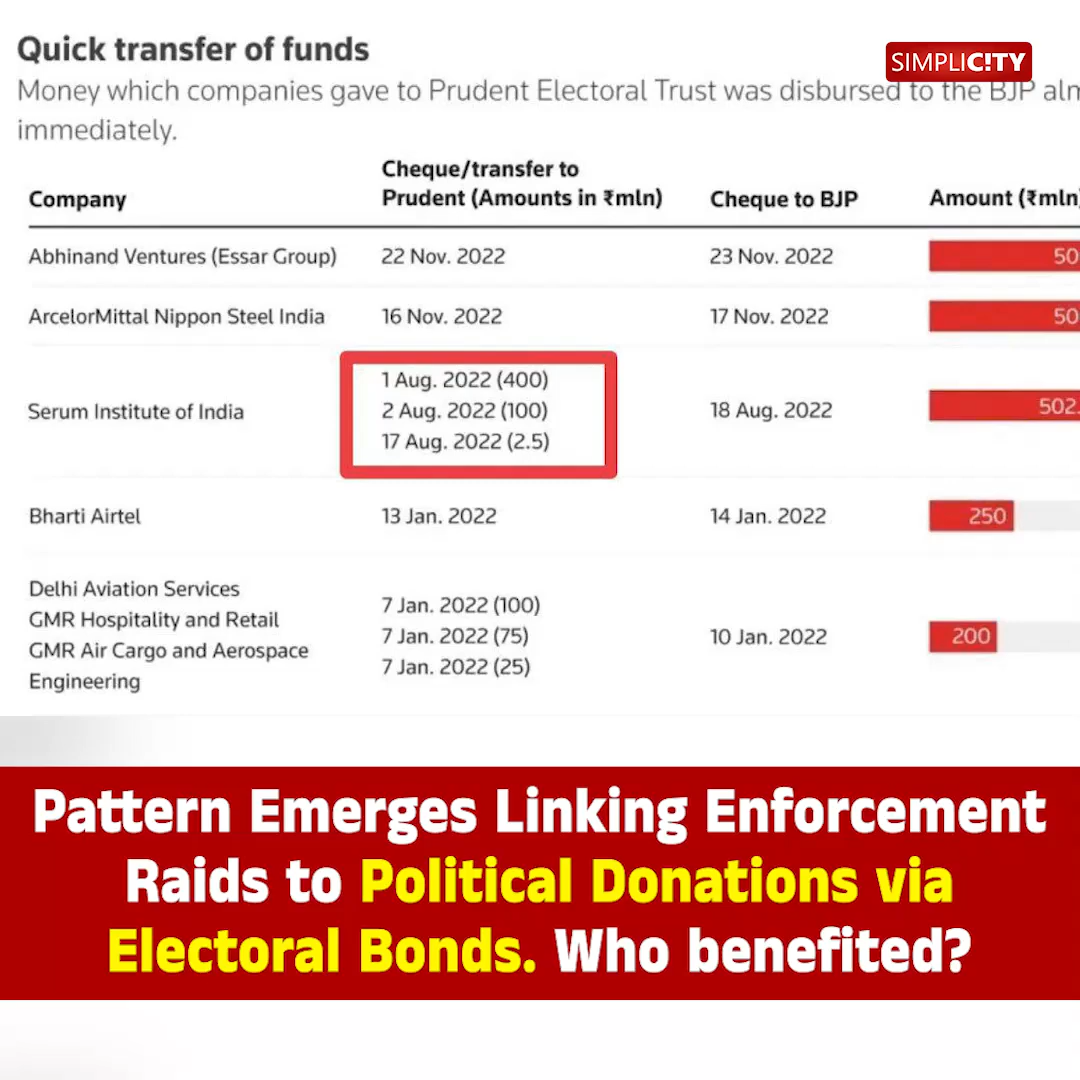 Quick transfer of funds
SIMPLIC!TY
Money which companies gave to Prudent Electoral Trust was disbursed to the BJP
immediately.
Company
Cheque/transfer to
Prudent (Amounts in ₹mln)
Cheque to BJP
Amount (₹mln)
Abhinand Ventures (Essar Group)
22 Nov. 2022
23 Nov. 2022
50
ArcelorMittal Nippon Steel India
16 Nov. 2022
17 Nov. 2022
50
Serum Institute of India
1 Aug. 2022 (400)
2 Aug. 2022 (100)
17 Aug. 2022 (2.5)
18 Aug. 2022
502.
Bharti Airtel
13 Jan. 2022
14 Jan. 2022
250
Delhi Aviation Services
GMR Hospitality and Retail
GMR Air Cargo and Aerospace
Engineering
7 Jan. 2022 (100)
7 Jan. 2022 (75)
7 Jan. 2022 (25)
10 Jan. 2022
200
Pattern Emerges Linking Enforcement
Raids to Political Donations via
Electoral Bonds. Who benefited?